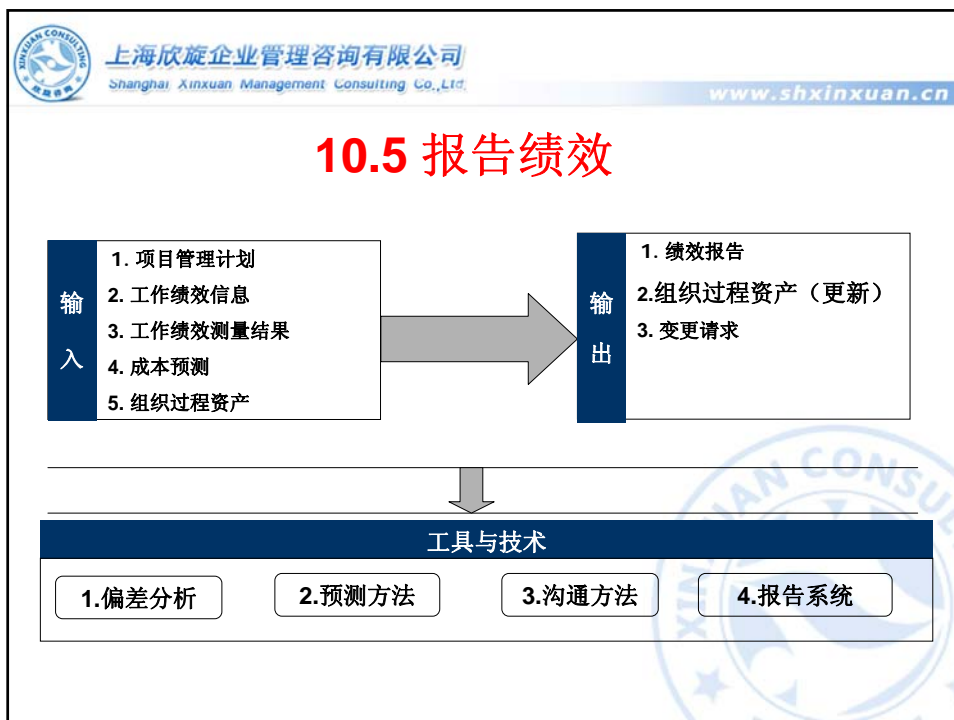 上海欣旋企业管理咨询有限公司
Shanghai Xinxuan Management Consulting Co.,Ltd.
www.shxinxuan.cn
10.5 报告绩效
输入
1. 项目管理计划
2. 工作绩效信息
3. 工作绩效测量结果
4. 成本预测
5. 组织过程资产
输出
1. 绩效报告
2.组织过程资产（更新）
3. 变更请求
工具与技术
1.偏差分析
2.预测方法
3.沟通方法
4.报告系统